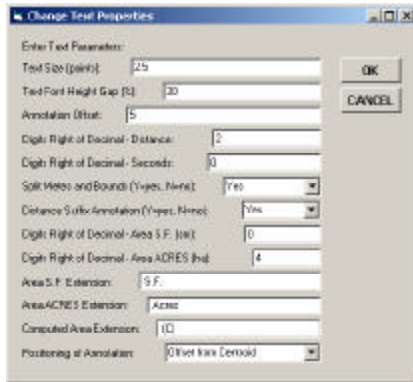 Change Text Properties
Enter Text Parameters:
Text Size (points): 25
OK
Text Font Height Gap (%): 30
CANCEL
Annotation Offset: 5
Digits Right of Decimal - Distance: 2
Digits Right of Decimal - Seconds: 0
Split Metes and Bounds (Y=yes, N=no): Yes
Distance Suffix Annotation (Y=yes, N=no): Yes
Digits Right of Decimal - Area S.F. (sm): 0
Digits Right of Decimal - Area ACRES (ha): 4
Area S.F. Extension: S.F.
Area ACRES Extension: Acres
Computed Area Extension:
Positioning of Annotation: Offset from Centroid